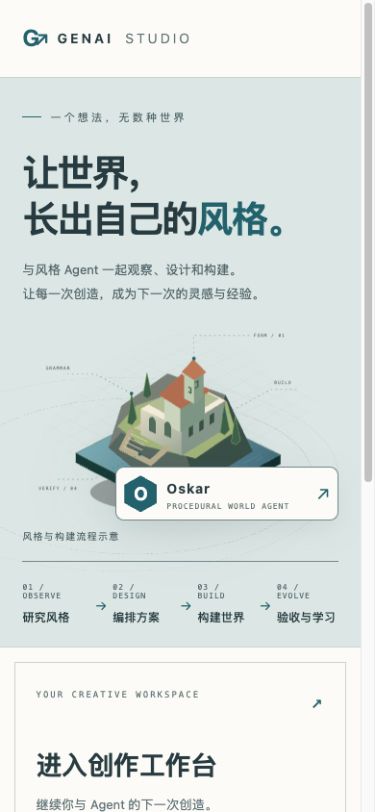 GENAI STUDIO
一个想法，无数种世界
让世界，
长出自己的风格。
与风格 Agent 一起观察、设计和构建。
让每一次创造，成为下一次的灵感与经验。
FORM / 01
GRAMMAR
BUILD
VERIFY / 04
O
Oskar
PROCEDURAL WORLD AGENT
风格与构建流程示意
01 /
OBSERVE
研究风格
02 /
DESIGN
编排方案
03 /
BUILD
构建世界
04 /
EVOLVE
验收与学习
YOUR CREATIVE WORKSPACE
进入创作工作台
继续你与 Agent 的下一次创造。